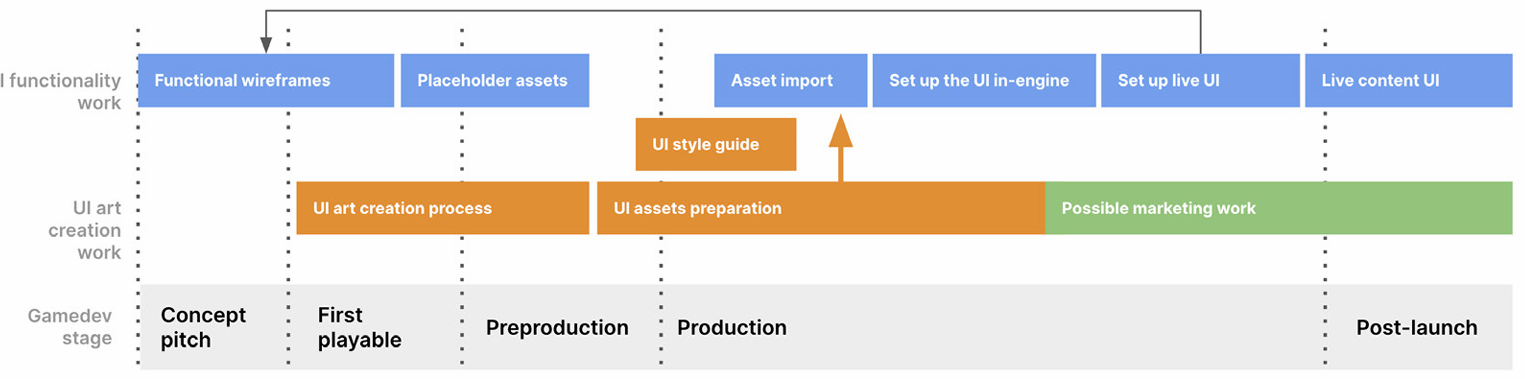 Functional wireframes
Placeholder assets
Asset import
Set up the UI in-engine
Set up live UI
Live content UI
I functionality
work
UI style guide
UI art creation process
UI assets preparation
Possible marketing work
UI art
creation
work
Gamedev
stage
Concept
pitch
First
playable
Preproduction
Production
Post-launch